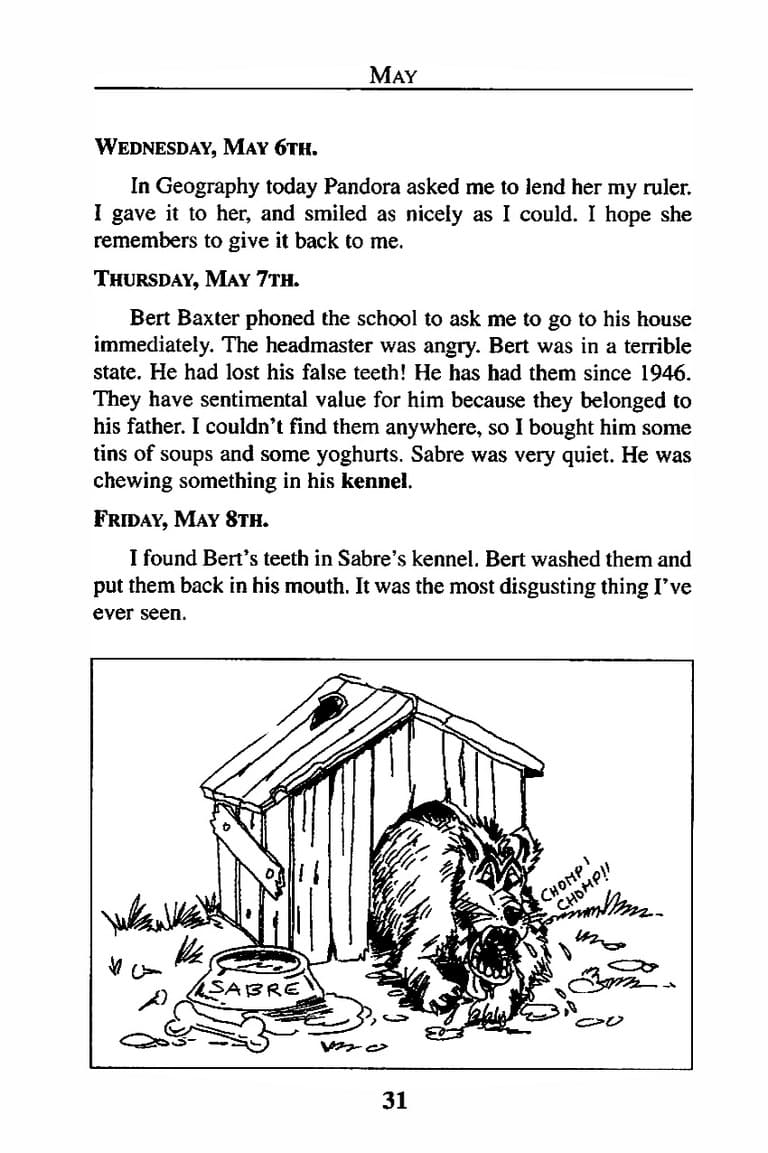 May
Wednesday, May 6th.
In Geography today Pandora asked me to lend her my ruler.
I gave it to her, and smiled as nicely as I could. I hope she
remembers to give it back to me.
Thursday, May 7th.
Bert Baxter phoned the school to ask me to go to his house
immediately. The headmaster was angry. Bert was in a terrible
state. He had lost his false teeth! He has had them since 1946.
They have sentimental value for him because they belonged to
his father. I couldn't find them anywhere, so I bought him some
tins of soups and some yoghurts. Sabre was very quiet. He was
chewing something in his kennel.
Friday, May 8th.
I found Bert's teeth in Sabre's kennel. Bert washed them and
put them back in his mouth. It was the most disgusting thing I've
ever seen.
CHOMP!
CHOMP!!
SABRE
31